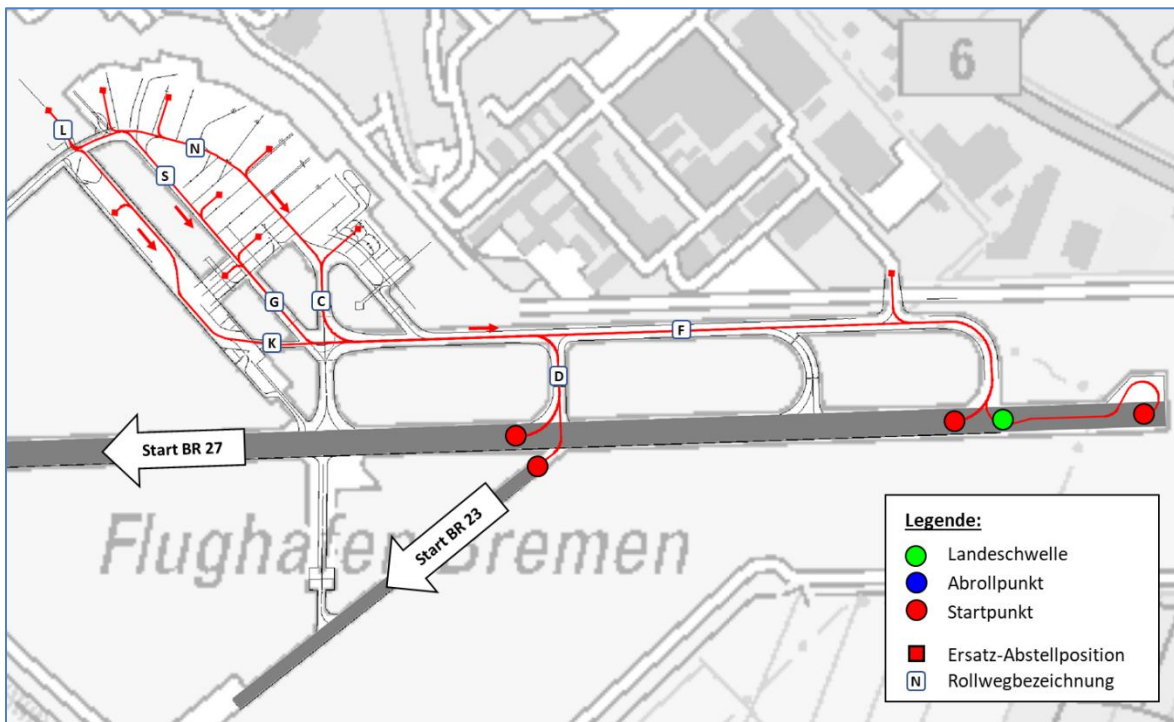 6
L
N
S
G
C
K
F
D
Start BR 27
Start BR 23
Flughafen Bremen
Legende:
Landeschwelle
Abrollpunkt
Startpunkt
Ersatz-Abstellposition
N Rollwegbezeichnung